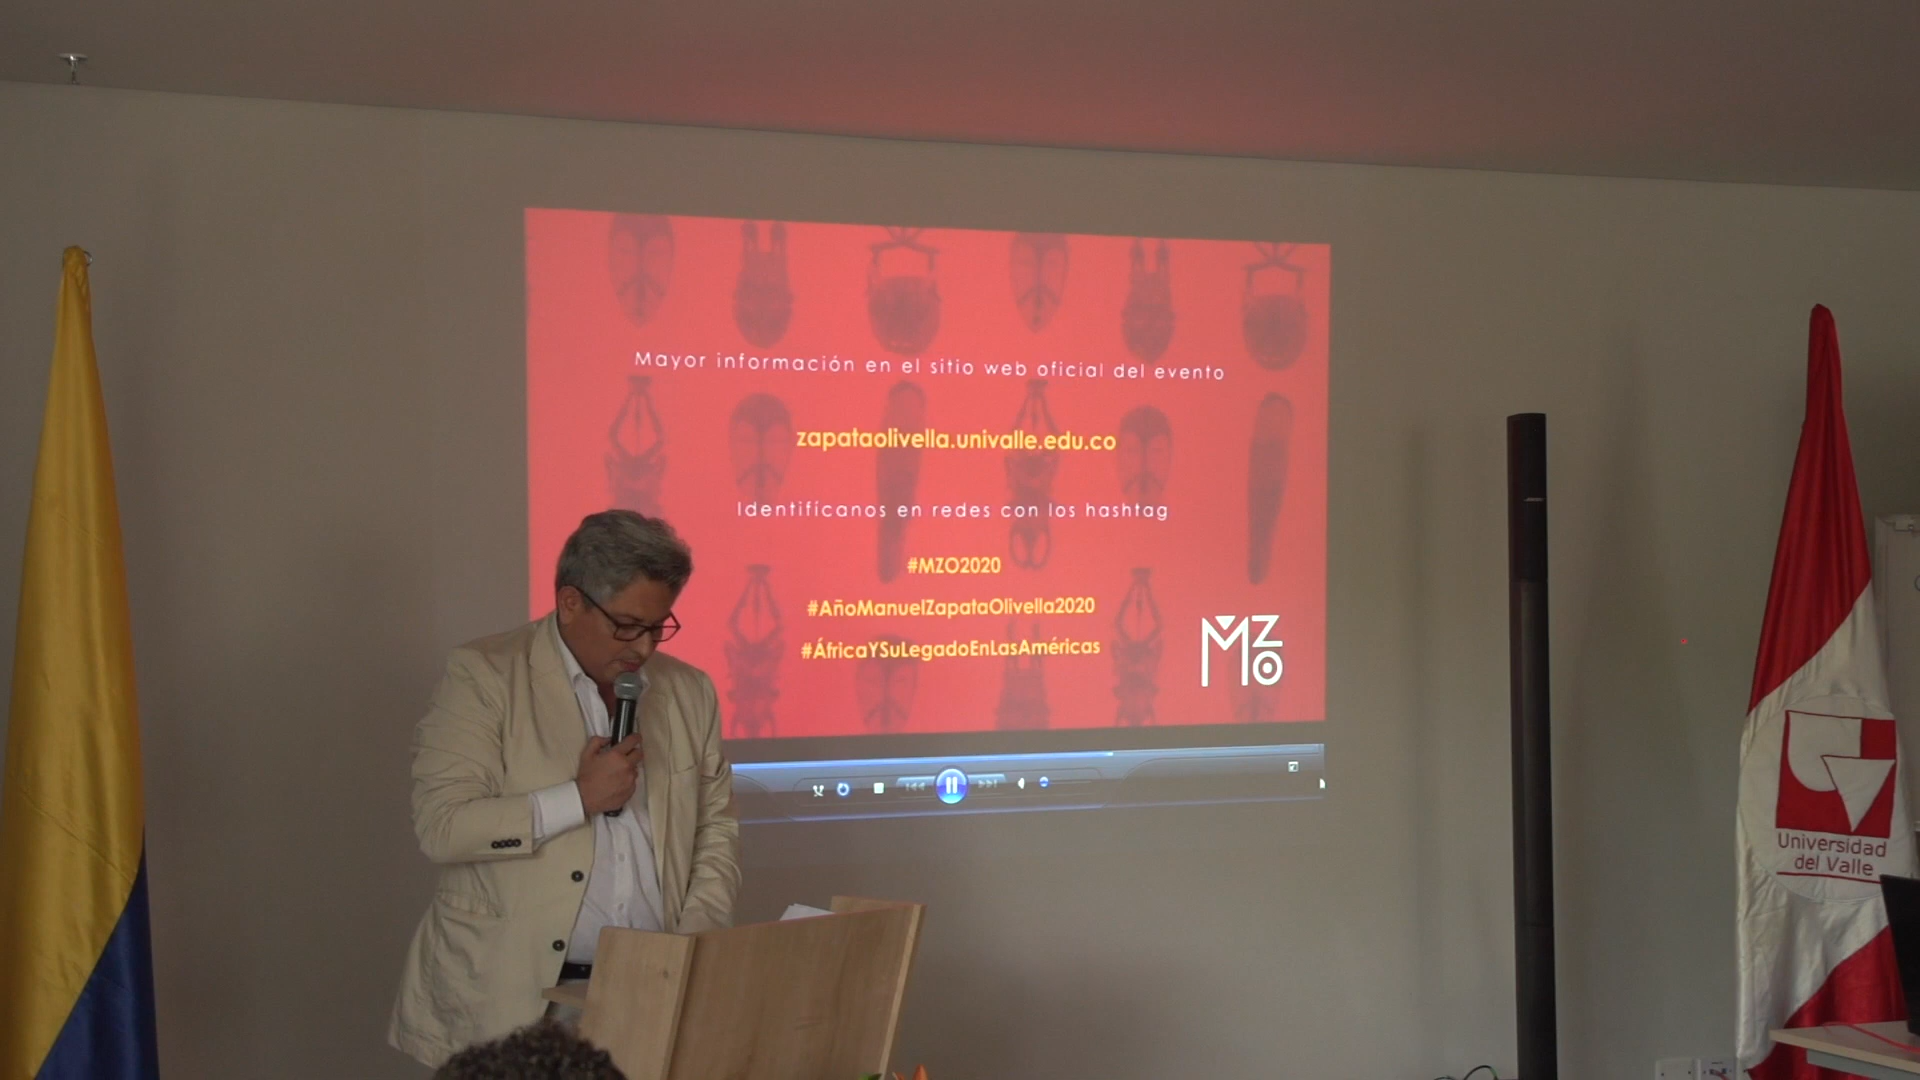 Mayor información en el sitio web oficial del evento
zapataolivella.univalle.edu.co
Identifícanos en redes con los hashtag
#MZO2020
#AñoManuelZapataOlivella2020
#ÁfricaYSuLegadoEnLasAméricas
MZO
Universidad
del Valle